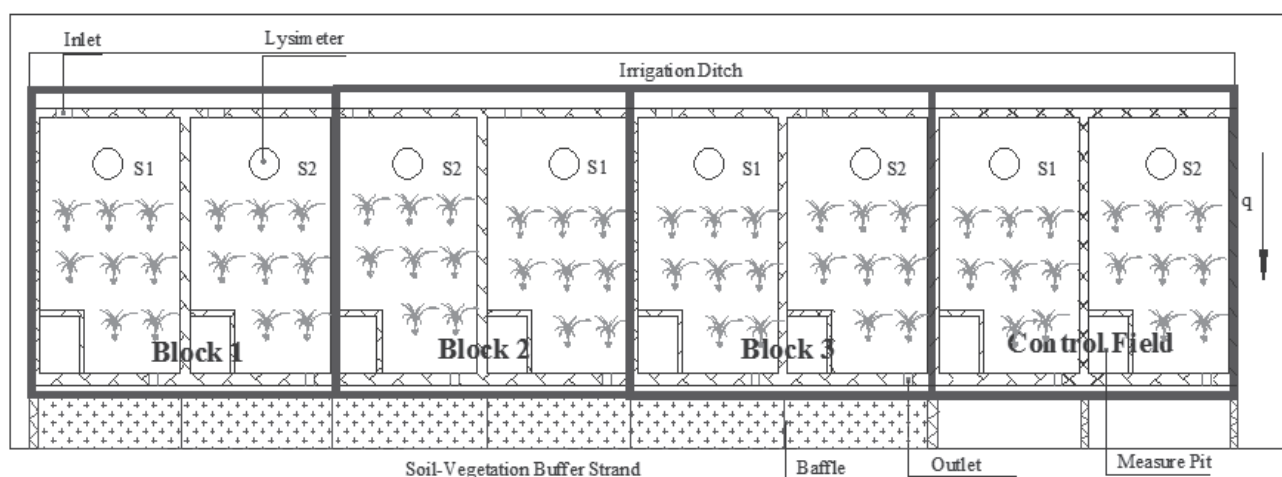 Inlet
Lysimeter
Irrigation Ditch
S1
S2
S2
S1
S1
S2
S1
S2
q
Block 1
Block 2
Block 3
Control Field
Soil-Vegetation Buffer Strand
Baffle
Outlet
Measure Pit